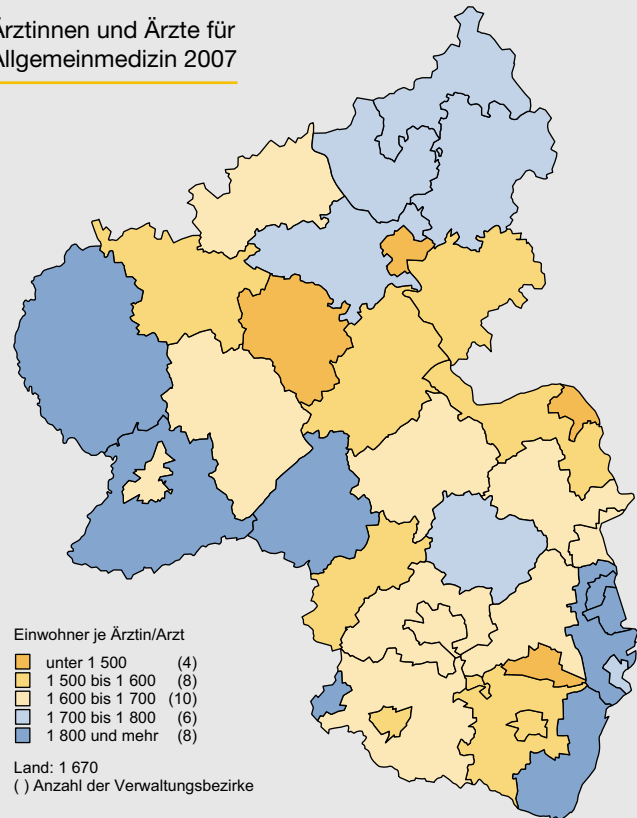 Ärztinnen und Ärzte für
Allgemeinmedizin 2007
Einwohner je Ärztin/Arzt
unter 1 500 (4)
1 500 bis 1 600 (8)
1 600 bis 1 700 (10)
1 700 bis 1 800 (6)
1 800 und mehr (8)
Land: 1 670
( ) Anzahl der Verwaltungsbezirke